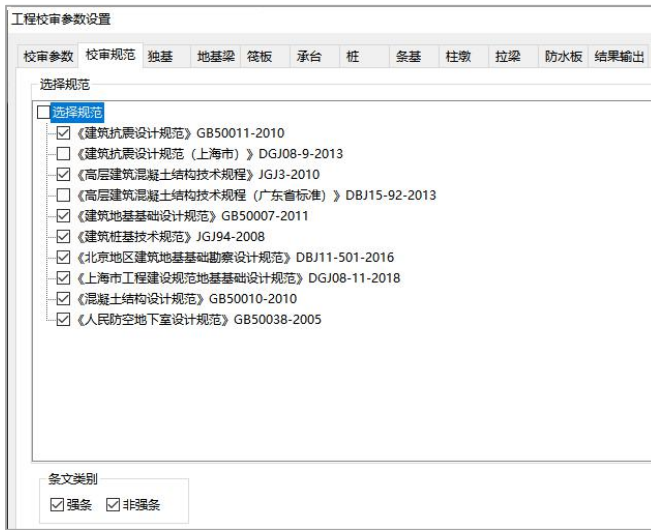 工程校审参数设置
校审参数 校审规范 独基 地基梁 筏板 承台 桩 条基 柱墩 拉梁 防水板 结果输出
选择规范
选择规范
《建筑抗震设计规范》GB50011-2010
《建筑抗震设计规范（上海市）》DGJ08-9-2013
《高层建筑混凝土结构技术规程》JGJ3-2010
《高层建筑混凝土结构技术规程（广东省标准）》DBJ15-92-2013
《建筑地基基础设计规范》GB50007-2011
《建筑桩基技术规范》JGJ94-2008
《北京地区建筑地基基础勘察设计规范》DBJ11-501-2016
《上海市工程建设规范地基基础设计规范》DGJ08-11-2018
《混凝土结构设计规范》GB50010-2010
《人民防空地下室设计规范》GB50038-2005
条文类别
强条 非强条